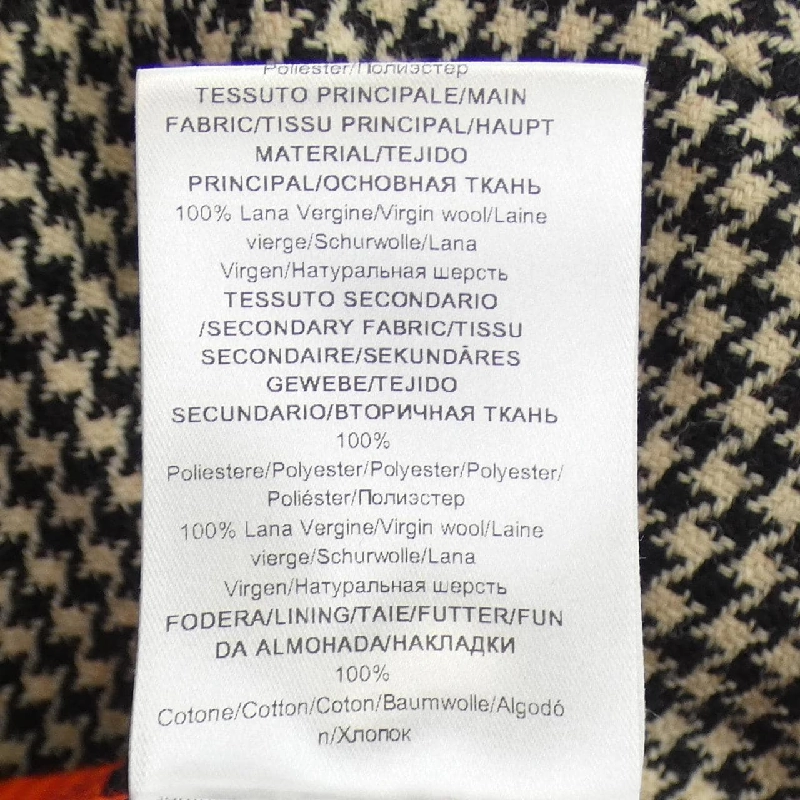 Poliester/Полиэстер
TESSUTO PRINCIPALE/MAIN
FABRIC/TISSU PRINCIPAL/HAUPT
MATERIAL/TEJIDO
PRINCIPAL/ОСНОВНАЯ ТКАНЬ
100% Lana Vergine/Virgin wool/Laine
vierge/Schurwolle/Lana
Virgen/Натуральная шерсть
TESSUTO SECONDARIO
/SECONDARY FABRIC/TISSU
SECONDAIRE/SEKUNDÄRES
GEWEBE/TEJIDO
SECUNDARIO/ВТОРИЧНАЯ ТКАНЬ
100%
Poliestere/Polyester/Polyester/Polyester/
Poliéster/Полиэстер
100% Lana Vergine/Virgin wool/Laine
vierge/Schurwolle/Lana
Virgen/Натуральная шерсть
FODERA/LINING/TAIE/FUTTER/FUN
DA ALMOHADA/НАКЛАДКИ
100%
Cotone/Cotton/Coton/Baumwolle/Algodó
n/Хлопок